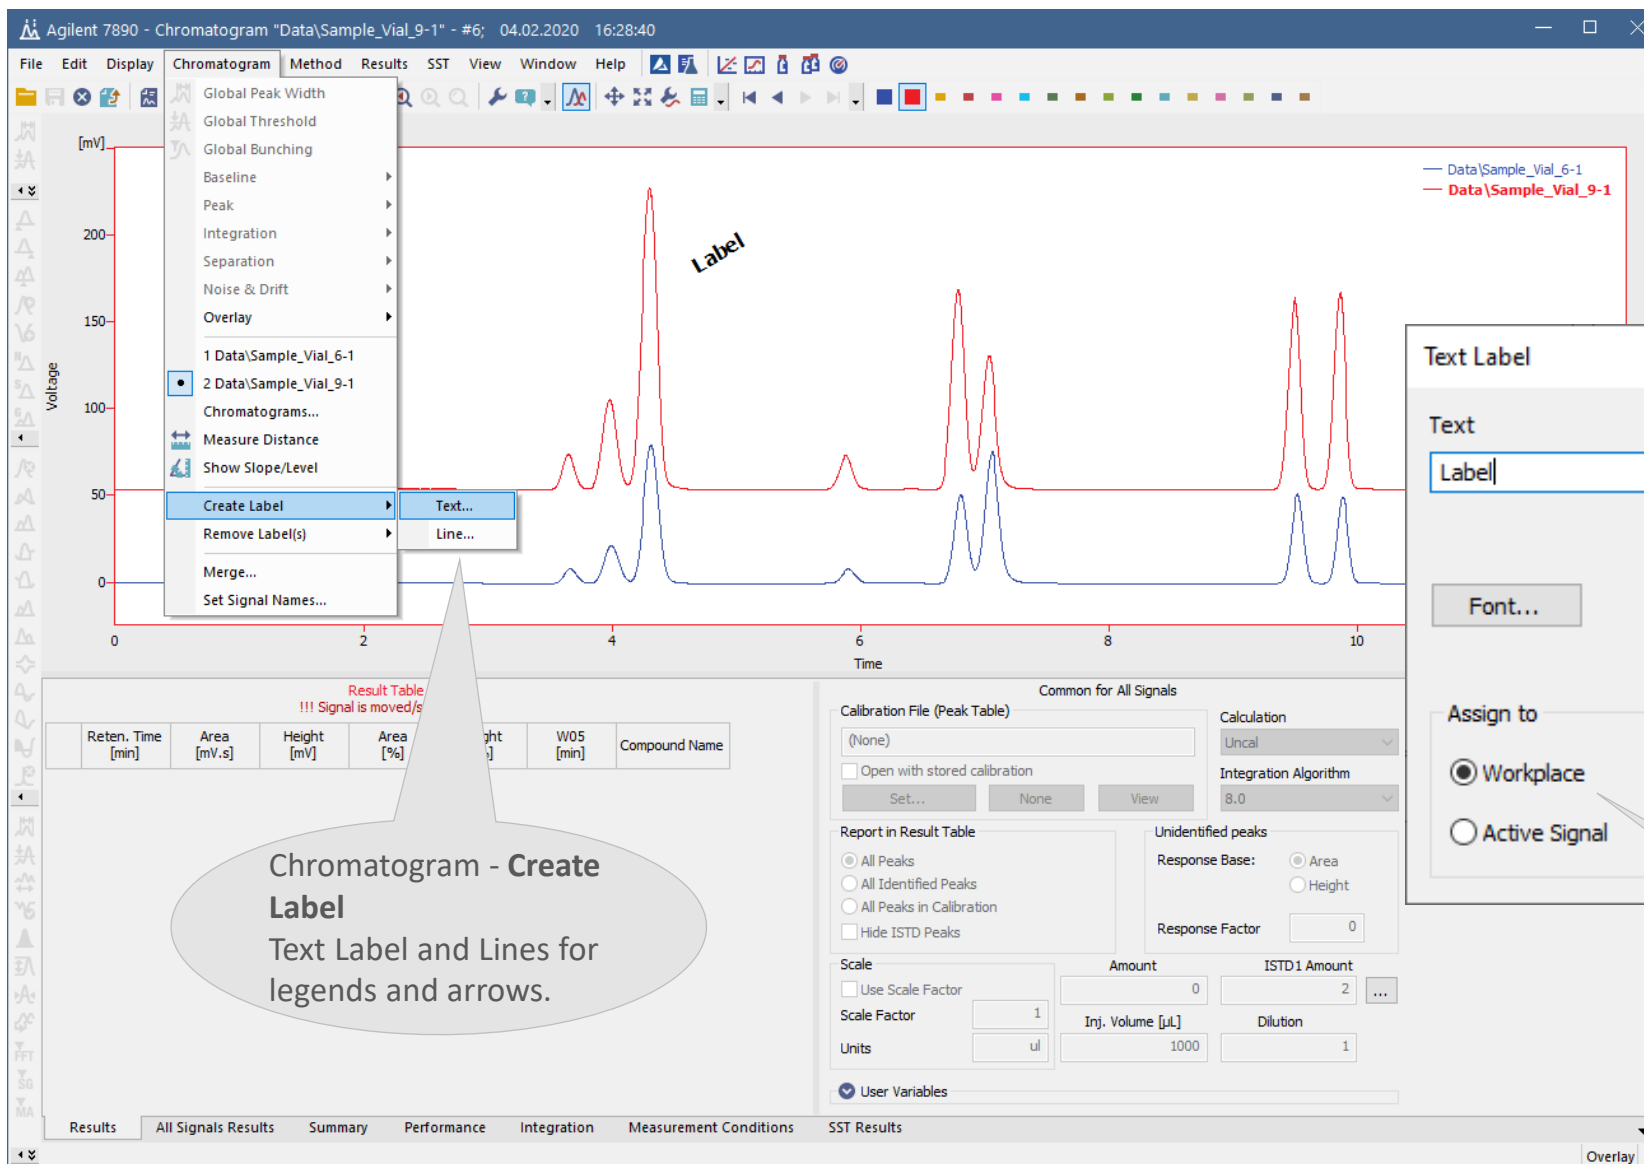 Agilent 7890 - Chromatogram "Data\Sample_Vial_9-1" - #6;   04.02.2020   16:28:40
File Edit Display Chromatogram Method Results SST View Window Help
Global Peak Width
Global Threshold
Global Bunching
Baseline
Peak
Integration
Separation
Noise & Drift
Overlay
1 Data\Sample_Vial_6-1
2 Data\Sample_Vial_9-1
Chromatograms...
Measure Distance
Show Slope/Level
Create Label
Remove Label(s)
Merge...
Set Signal Names...
Text...
Line...
[mV]
200
150
100
50
0
Voltage
0 2 4 6 8 10
Time
Label
Data\Sample_Vial_6-1
Data\Sample_Vial_9-1
Text Label
Text
Label
Font...
Assign to
Workplace
Active Signal
Result Table
!!! Signal is moved/s
Reten. Time [min]
Area [mV.s]
Height [mV]
Area [%]
W05 [min]
Compound Name
Chromatogram - Create
Label
Text Label and Lines for
legends and arrows.
Common for All Signals
Calibration File (Peak Table)
(None)
Open with stored calibration
Set... None View
Calculation
Uncal
Integration Algorithm
8.0
Report in Result Table
All Peaks
All Identified Peaks
All Peaks in Calibration
Hide ISTD Peaks
Unidentified peaks
Response Base: Area
Height
Response Factor 0
Scale
Use Scale Factor
Scale Factor 1
Units ul
Amount
0
ISTD1 Amount
2 ...
Inj. Volume [µL]
1000
Dilution
1
User Variables
FFT
SG
MA
Results All Signals Results Summary Performance Integration Measurement Conditions SST Results
Overlay